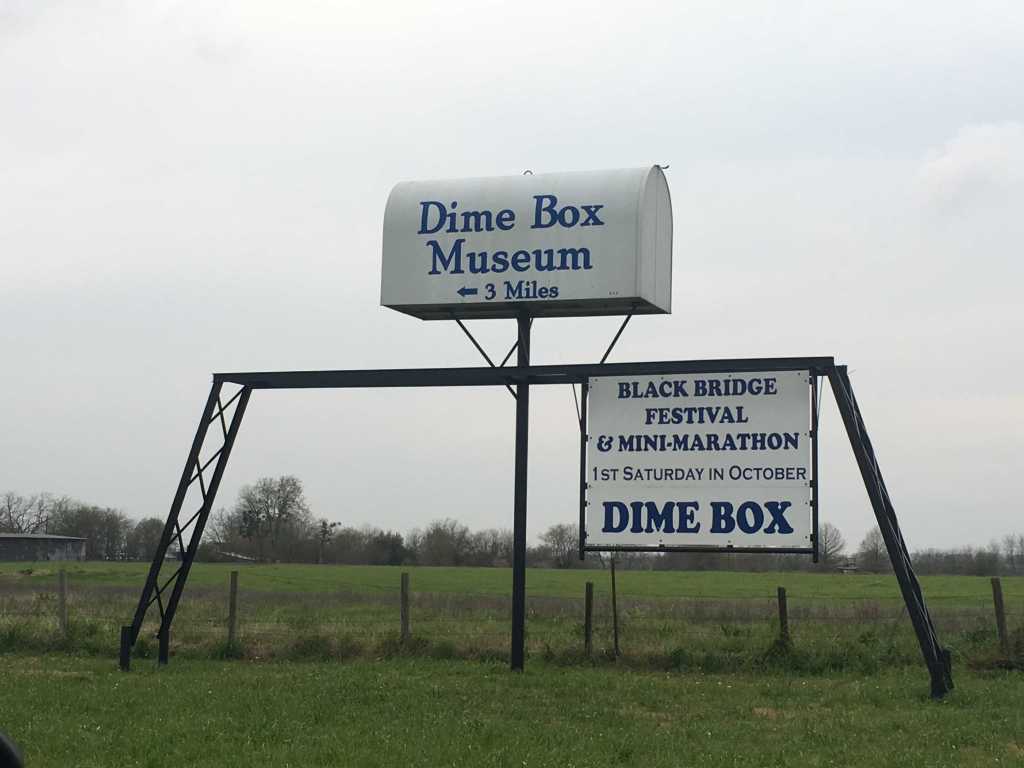 Dime Box
Museum
← 3 Miles
BLACK BRIDGE
FESTIVAL
& MINI-MARATHON
1ST SATURDAY IN OCTOBER
DIME BOX